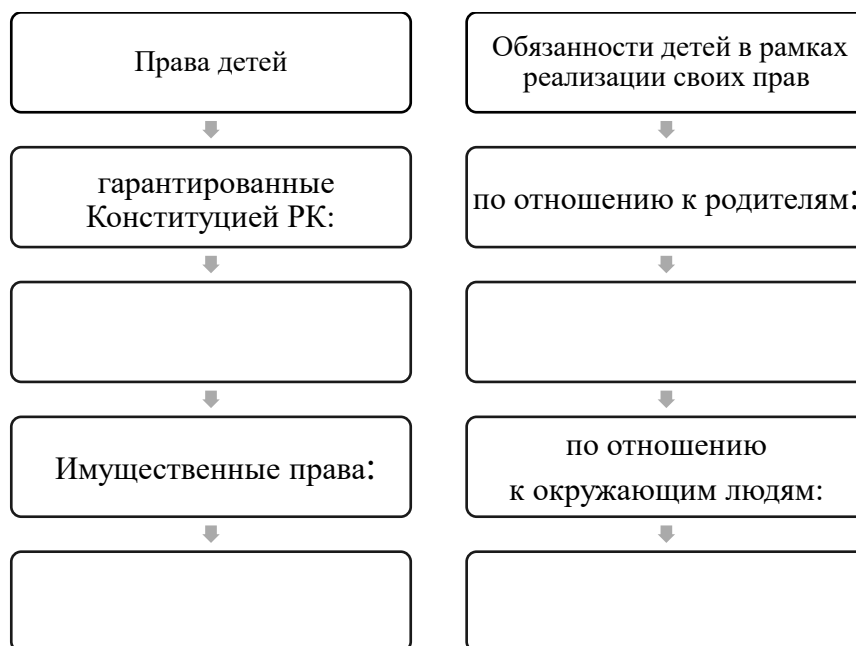 Права детей
гарантированные
Конституцией РК:
Имущественные права:
Обязанности детей в рамках
реализации своих прав
по отношению к родителям:
по отношению
к окружающим людям: